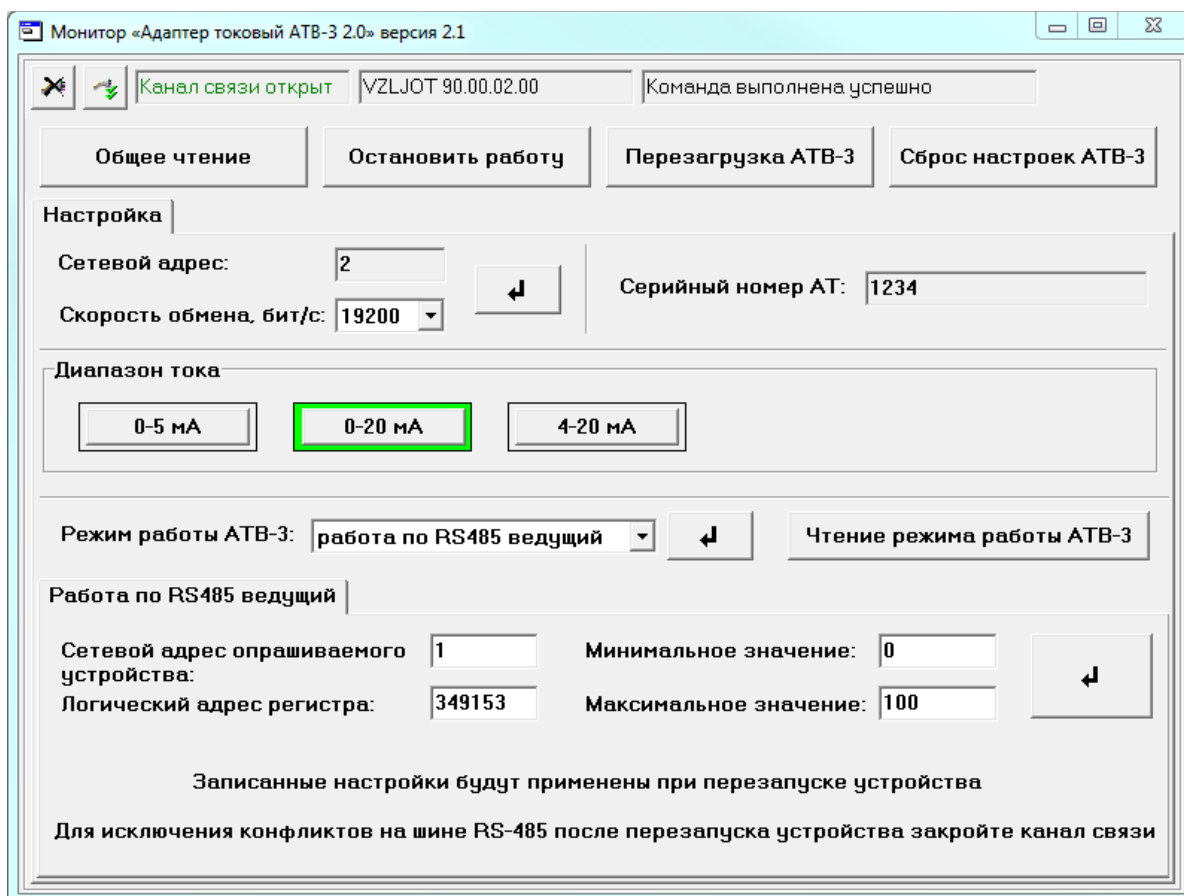 Монитор «Адаптер токовый АТВ-3 2.0» версия 2.1
Канал связи открыт VZLJOT 90.00.02.00 Команда выполнена успешно
Общее чтение Остановить работу Перезагрузка АТВ-3 Сброс настроек АТВ-3
Настройка
Сетевой адрес: 2
Серийный номер АТ: 1234
Скорость обмена, бит/с: 19200
Диапазон тока
0-5 мА 0-20 мА 4-20 мА
Режим работы АТВ-3: работа по RS485 ведущий Чтение режима работы АТВ-3
Работа по RS485 ведущий
Сетевой адрес опрашиваемого устройства: 1 Минимальное значение: 0
Логический адрес регистра: 349153 Максимальное значение: 100
Записанные настройки будут применены при перезапуске устройства
Для исключения конфликтов на шине RS-485 после перезапуска устройства закройте канал связи